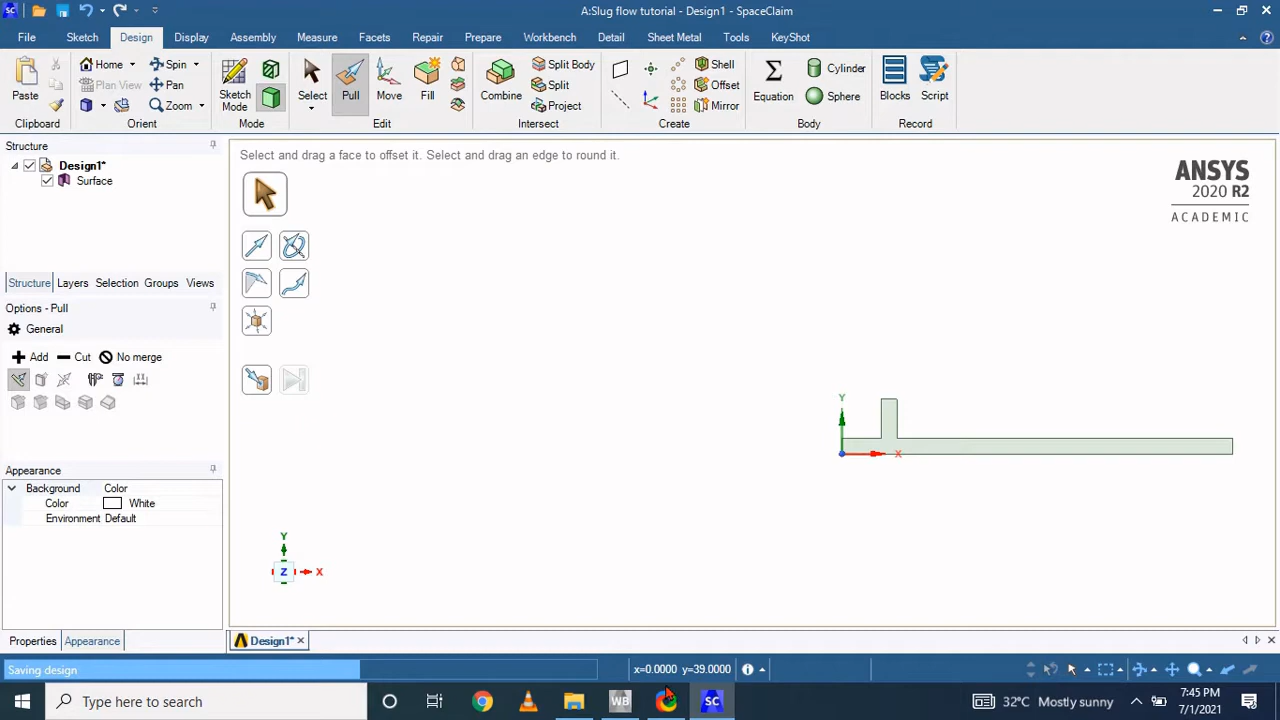 A:Slug flow tutorial - Design1 - SpaceClaim
File Sketch Design Display Assembly Measure Facets Repair Prepare Workbench Detail Sheet Metal Tools KeyShot
Home Spin Split Body Shell Cylinder
Plan View Pan Split Offset
Zoom Project Mirror Sphere
Paste Sketch Mode Select Pull Move Fill Combine Equation Blocks Script
Clipboard Orient Mode Edit Intersect Create Body Record
Structure
Design1*
Surface
Structure Layers Selection Groups Views
Options - Pull
General
Add Cut No merge
Appearance
Background Color
Color White
Environment Default
Properties Appearance
Select and drag a face to offset it. Select and drag an edge to round it.
ANSYS
2020 R2
ACADEMIC
Y
X
Y
Z X
Design1*
Saving design x=0.0000 y=39.0000
Type here to search WB SC 32°C Mostly sunny 7:45 PM
7/1/2021